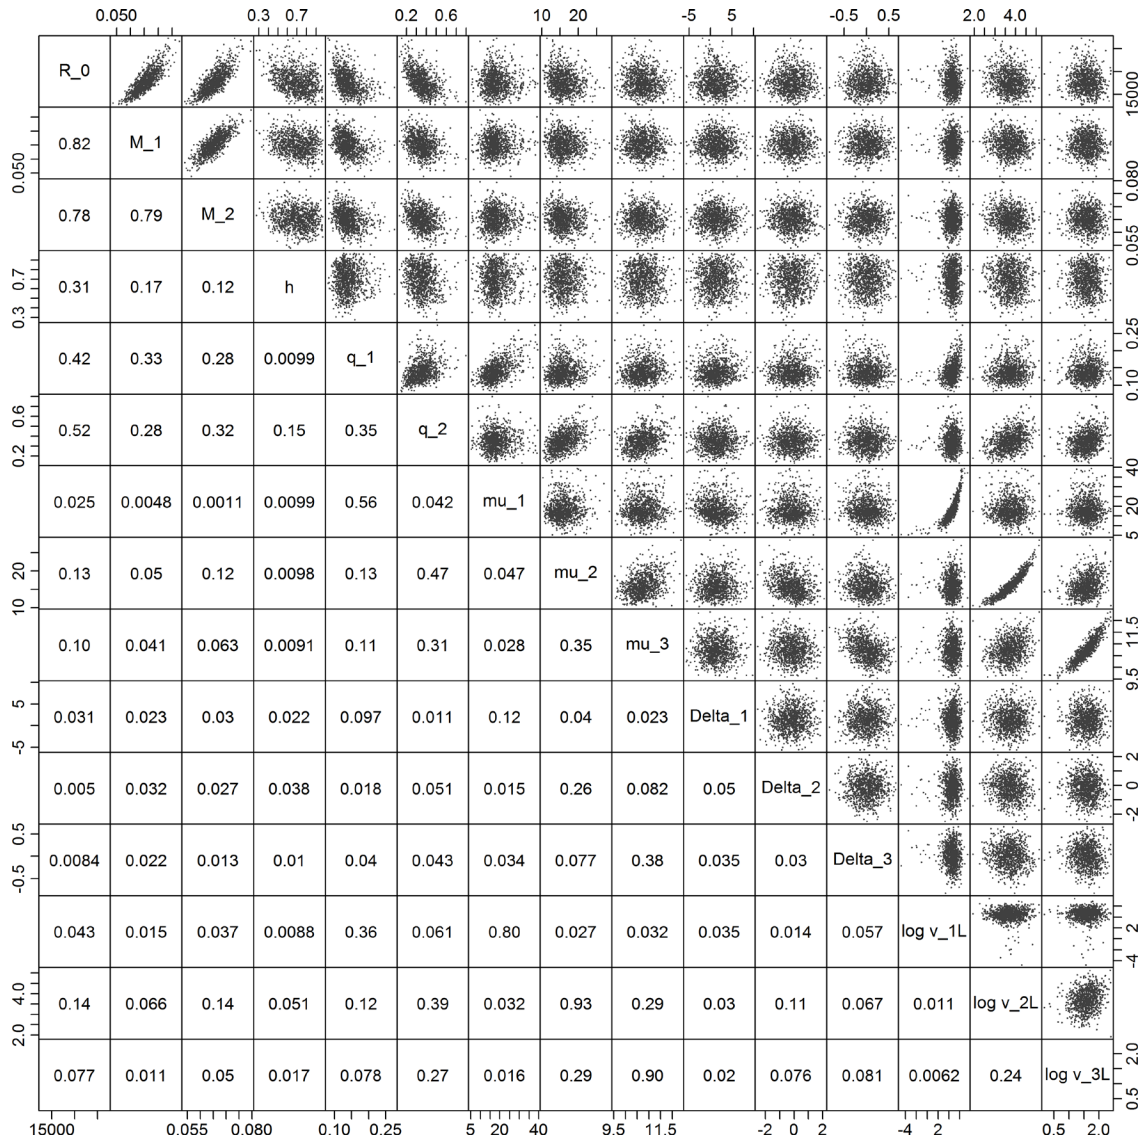 0.050 0.3 0.7 0.2 0.6 10 20 -5 5 -0.5 0.5 2.0 4.0
R_0 15000
0.050 0.82 M_1
0.78 0.79 M_2 0.055 0.080
0.3 0.7 0.31 0.17 0.12 h
0.42 0.33 0.28 0.0099 q_1 0.10 0.25
0.2 0.6 0.52 0.28 0.32 0.15 0.35 q_2
0.025 0.0048 0.0011 0.0099 0.56 0.042 mu_1 5 20 40
10 20 0.13 0.05 0.12 0.0098 0.13 0.47 0.047 mu_2
0.10 0.041 0.063 0.0091 0.11 0.31 0.028 0.35 mu_3 9.5 11.5
-5 5 0.031 0.023 0.03 0.022 0.097 0.011 0.12 0.04 0.023 Delta_1
0.005 0.032 0.027 0.038 0.018 0.051 0.015 0.26 0.082 0.05 Delta_2 -2 0 2
-0.5 0.5 0.0084 0.022 0.013 0.01 0.04 0.043 0.034 0.077 0.38 0.035 0.03 Delta_3
0.043 0.015 0.037 0.0088 0.36 0.061 0.80 0.027 0.032 0.035 0.014 0.057 log v_1L -4 2
2.0 4.0 0.14 0.066 0.14 0.051 0.12 0.39 0.032 0.93 0.29 0.03 0.11 0.067 0.011 log v_2L
0.077 0.011 0.05 0.017 0.078 0.27 0.016 0.29 0.90 0.02 0.076 0.081 0.0062 0.24 log v_3L 0.5 2.0
15000 0.055 0.080 0.10 0.25 5 20 40 9.5 11.5 -2 0 2 -4 2 0.5 2.0